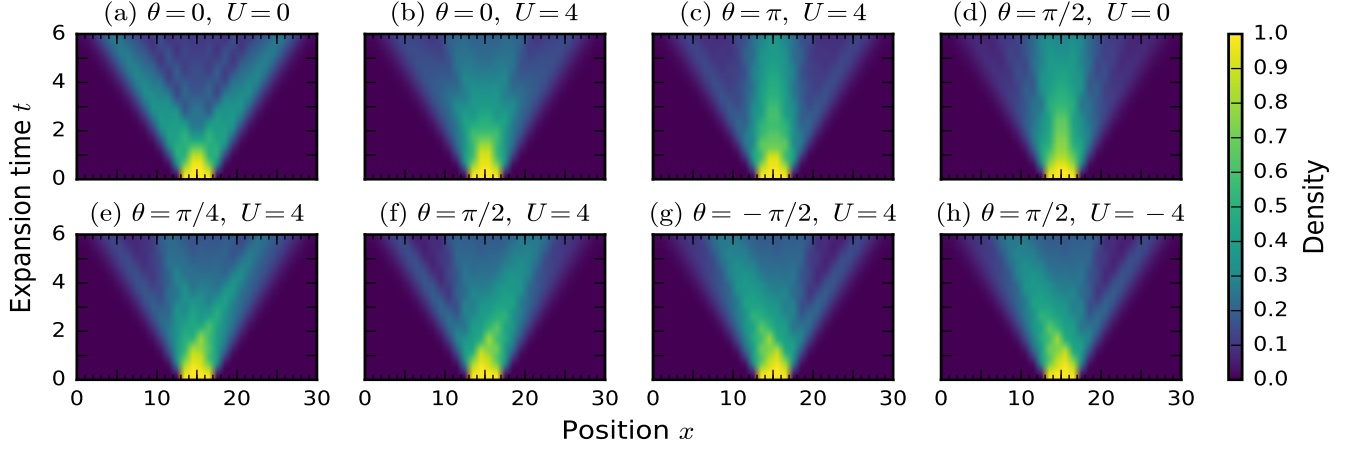 (a) θ=0, U=0
(b) θ=0, U=4
(c) θ=π, U=4
(d) θ=π/2, U=0
6
4
2
0
(e) θ=π/4, U=4
(f) θ=π/2, U=4
(g) θ=−π/2, U=4
(h) θ=π/2, U=−4
6
4
2
0
0 10 20 30
0 10 20 30
0 10 20 30
0 10 20 30
Expansion time t
Position x
1.0
0.9
0.8
0.7
0.6
0.5
0.4
0.3
0.2
0.1
0.0
Density